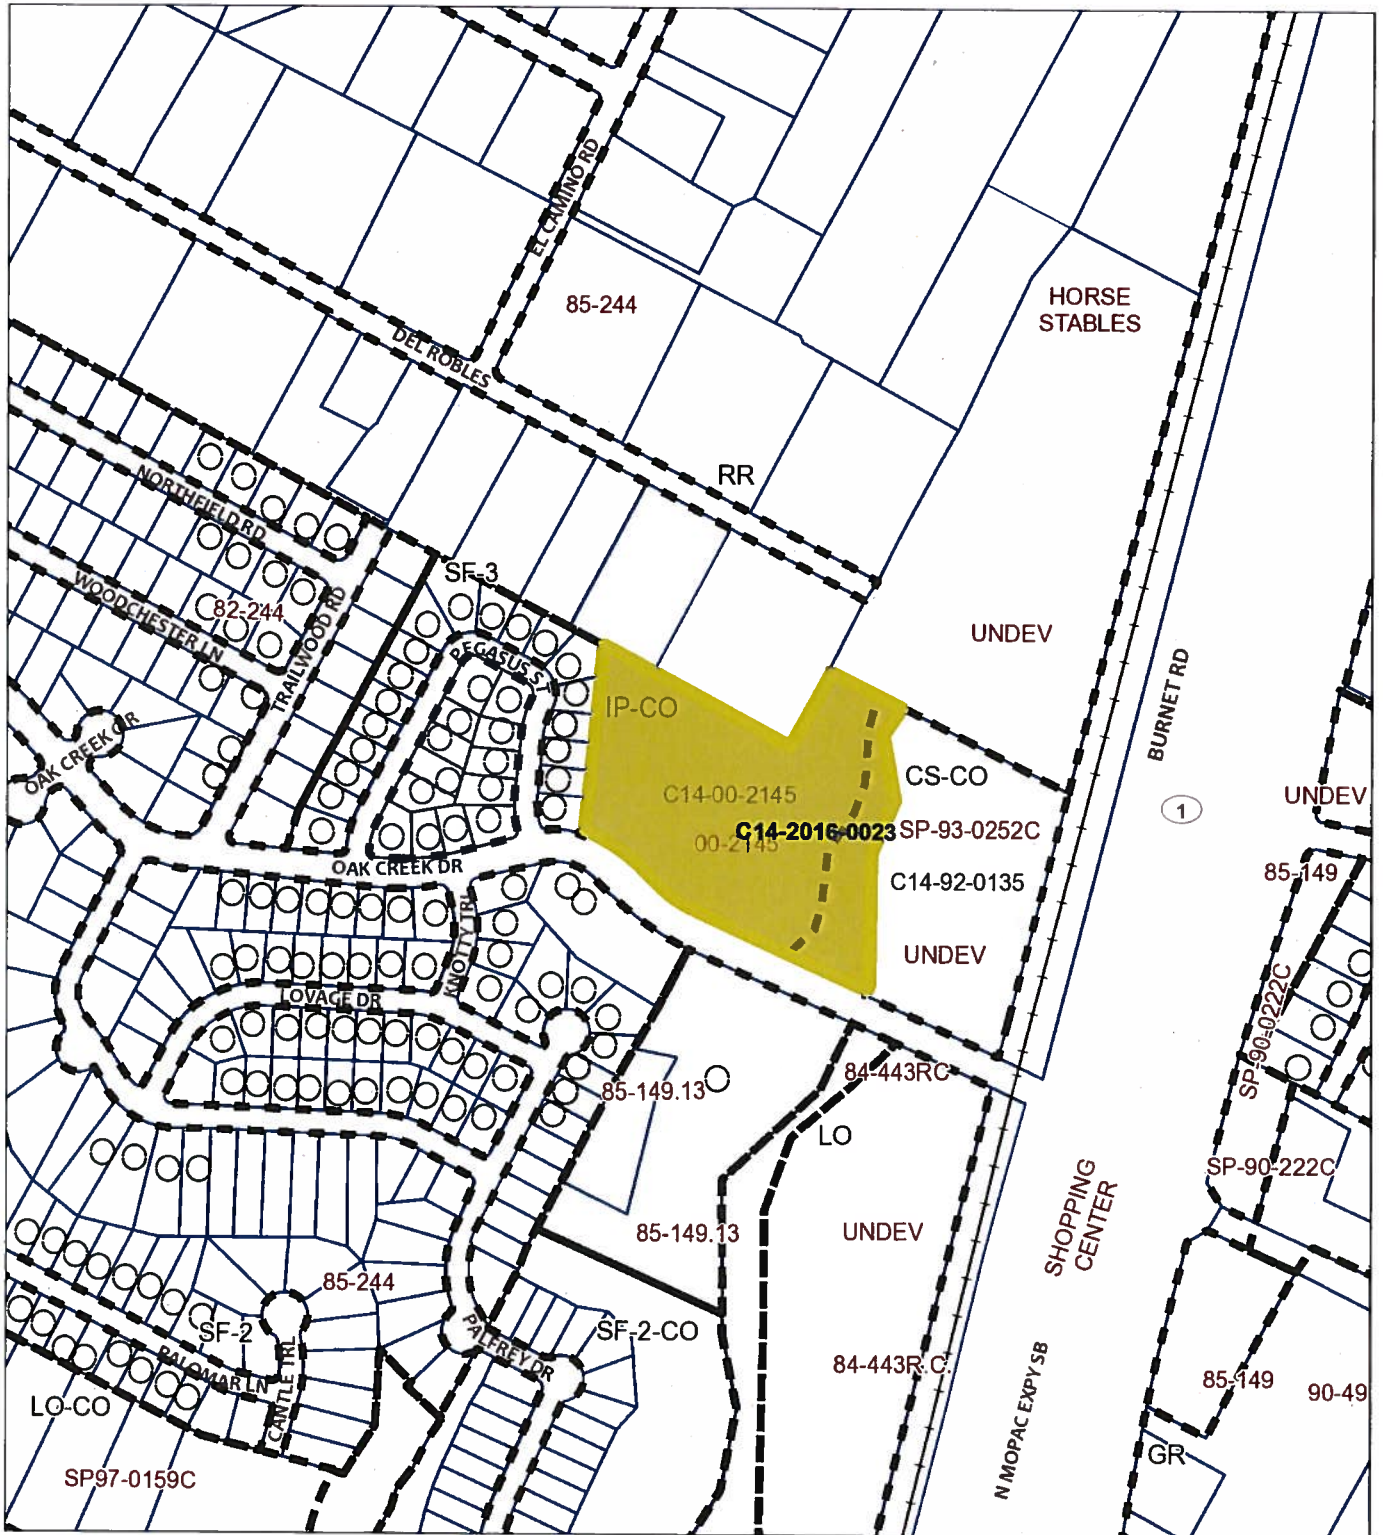 EL CAMINO RD
85-244
HORSE
STABLES
DEL ROBLES
RR
NORTHFIELD RD
SF-3
WOODCHESTER LN
82-244
TRAILWOOD RD
PEGASUS ST
UNDEV
BURNET RD
IP-CO
OAK CREEK CIR
CS-CO
C14-00-2145
UNDEV
1
C14-2016-0023
SP-93-0252C
00-2145
OAK CREEK DR
85-149
C14-92-0135
KNOTTY TRL
UNDEV
LOVAGE DR
SP-90-0222C
84-443RC
85-149.13
LO
SP-90-222C
SHOPPING
CENTER
85-149.13
UNDEV
85-244
SF-2
SF-2-CO
PALFREY DR
PALOMAR LN
CANTLE TRL
84-443R.C.
N MOPAC EXPY SB
85-149
90-49
LO-CO
GR
SP97-0159C